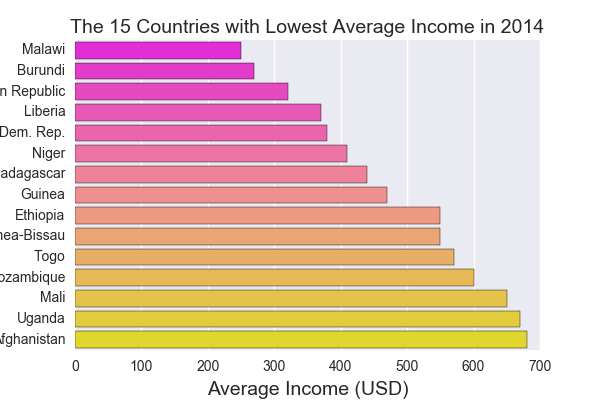 The 15 Countries with Lowest Average Income in 2014
Malawi
Burundi
n Republic
Liberia
Dem. Rep.
Niger
adagascar
Guinea
Ethiopia
nea-Bissau
Togo
ozambique
Mali
Uganda
Afghanistan
0 100 200 300 400 500 600 700
Average Income (USD)